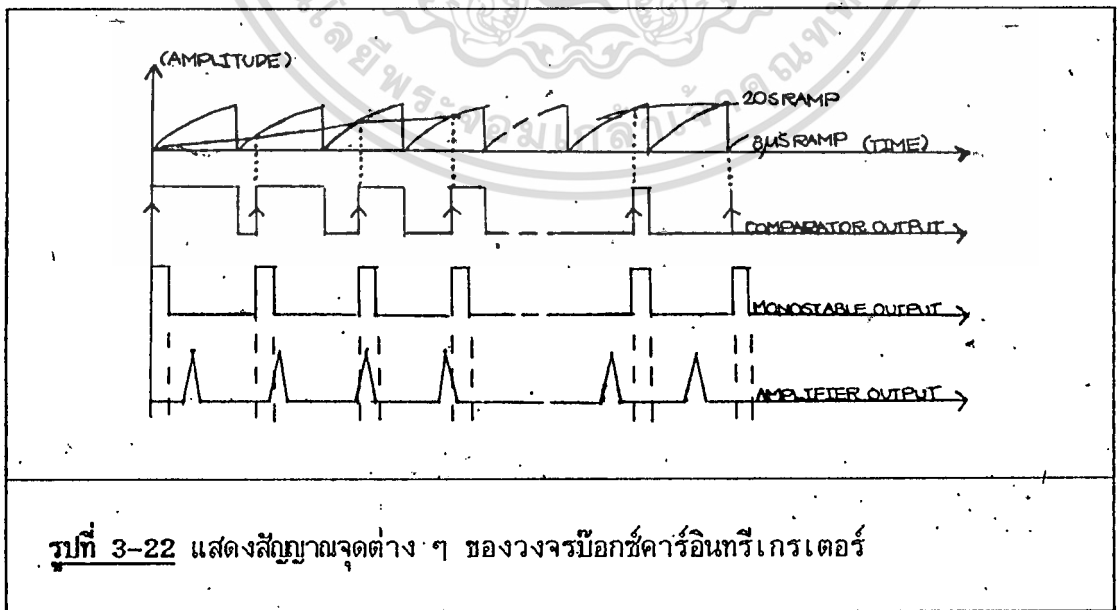 (AMPLITUDE)
20S RAMP
8µS RAMP (TIME)
COMPARATOR OUTPUT
MONOSTABLE OUTPUT
AMPLIFIER OUTPUT
รูปที่ 3-22 แสดงสัญญาณจุดต่าง ๆ ของวงจรบ๊อกซ์คาร์อินทรีเกรเตอร์